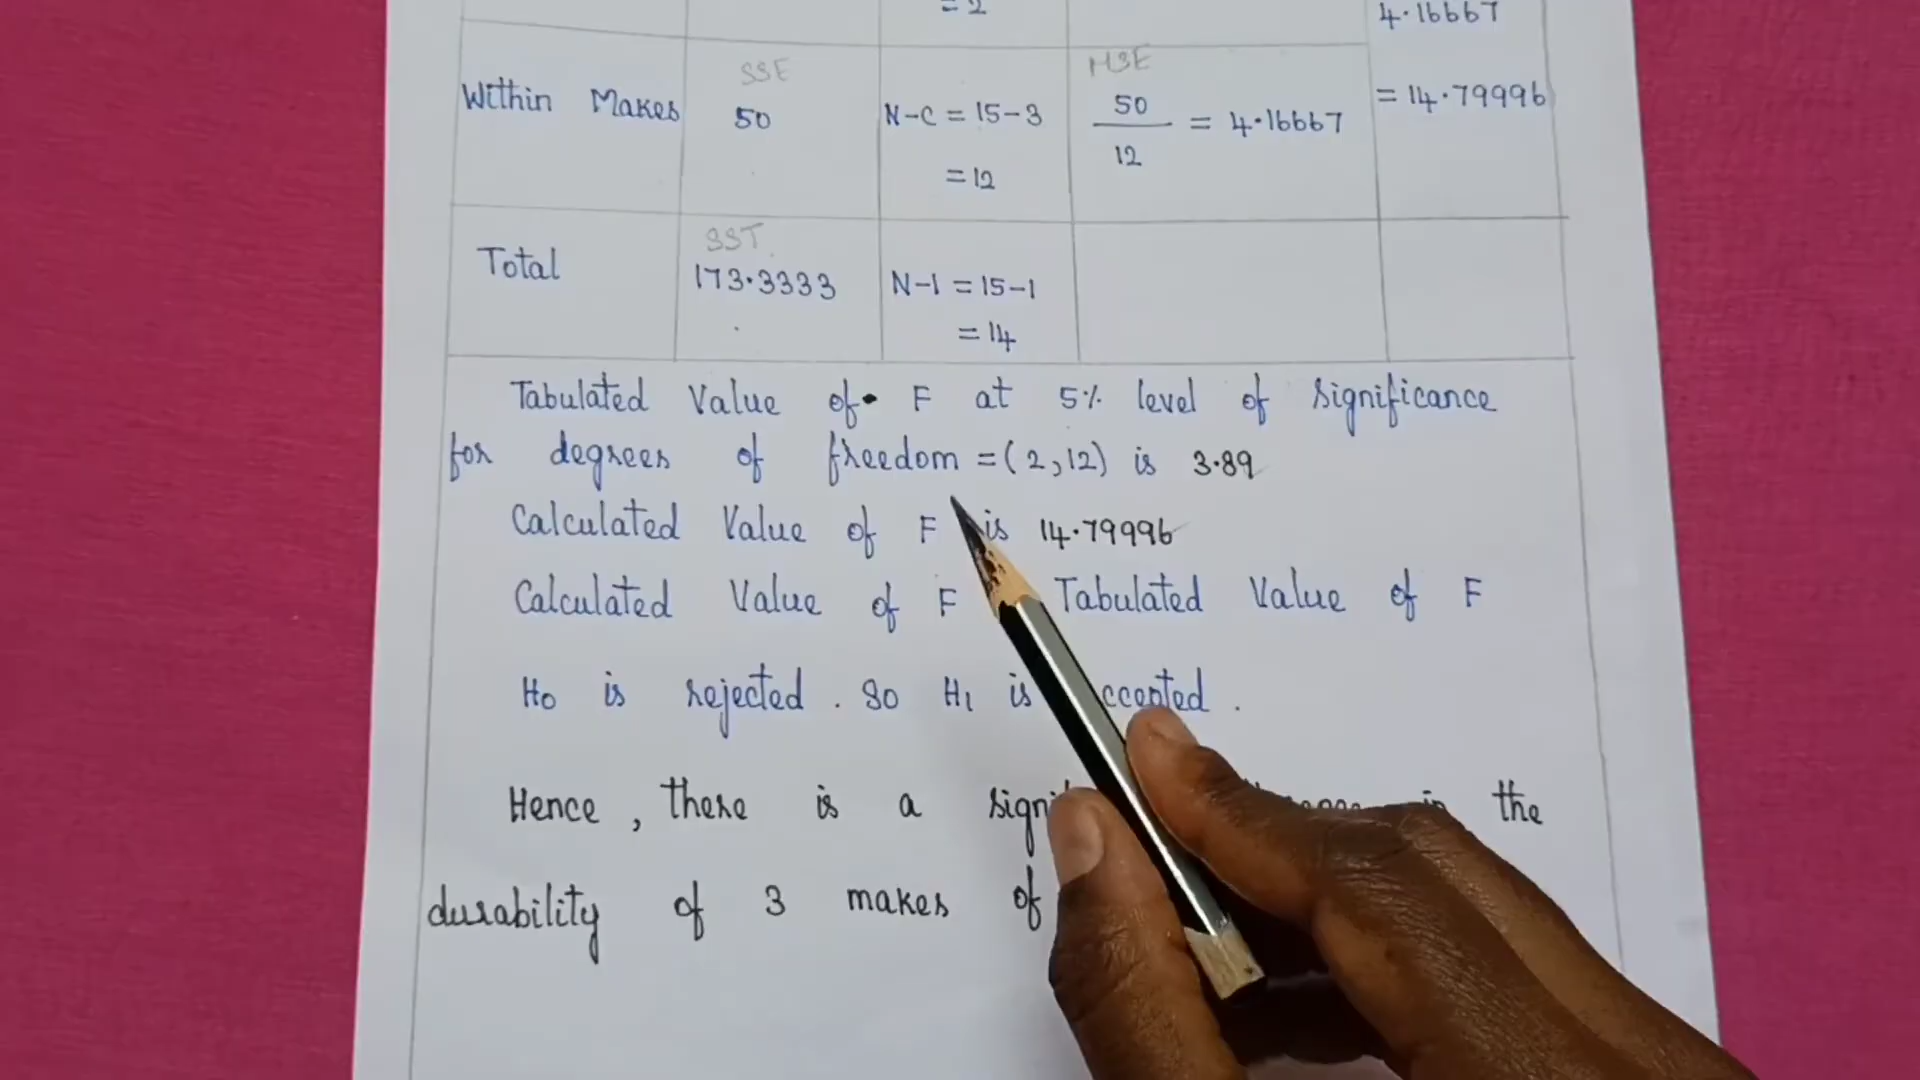 = 2
4.16667
Within Makes
SSE
50
N-C = 15-3
= 12
MSE
50
12
= 4.16667
= 14.79996
Total
SST
173.3333
N-1 = 15-1
= 14
Tabulated Value of F at 5% level of significance
for degrees of freedom = (2,12) is 3.89
Calculated Value of F is 14.79996
Calculated Value of F Tabulated Value of F
H0 is rejected. So H1 is ccepted.
Hence, there is a in the
durability of 3 makes of